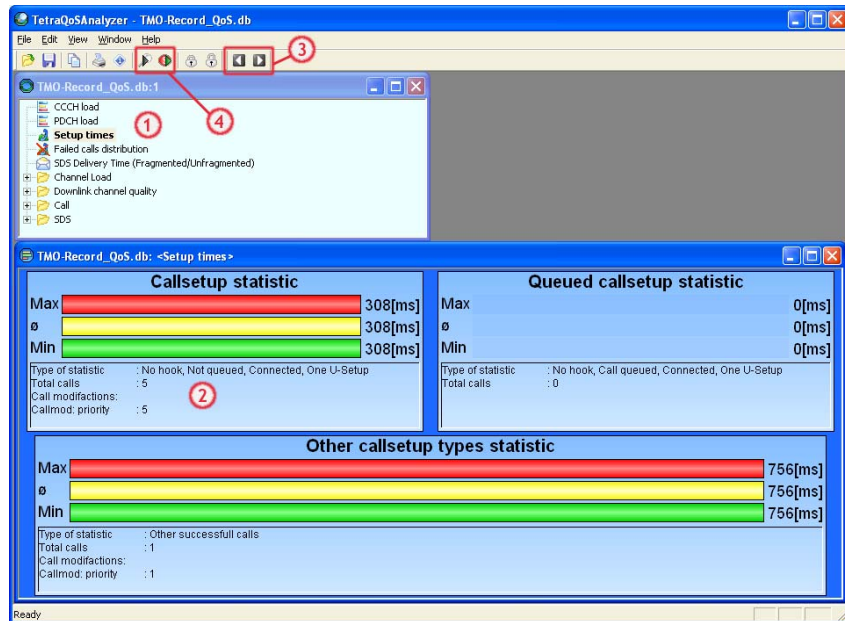 TetraQoSAnalyzer - TMO-Record_QoS.db
File Edit View Window Help
3
TMO-Record_QoS.db:1
4
CCCH load
PDCH load
1
Setup times
Failed calls distribution
SDS Delivery Time (Fragmented/Unfragmented)
Channel Load
Downlink channel quality
Call
SDS
TMO-Record_QoS.db: <Setup times>
Callsetup statistic
Max 308[ms]
ø 308[ms]
Min 308[ms]
Type of statistic : No hook, Not queued, Connected, One U-Setup
Total calls : 5
Call modifactions:
Callmod: priority : 5
2
Queued callsetup statistic
Max 0[ms]
ø 0[ms]
Min 0[ms]
Type of statistic : No hook, Call queued, Connected, One U-Setup
Total calls : 0
Other callsetup types statistic
Max 756[ms]
ø 756[ms]
Min 756[ms]
Type of statistic : Other successfull calls
Total calls : 1
Call modifactions:
Callmod: priority : 1
Ready